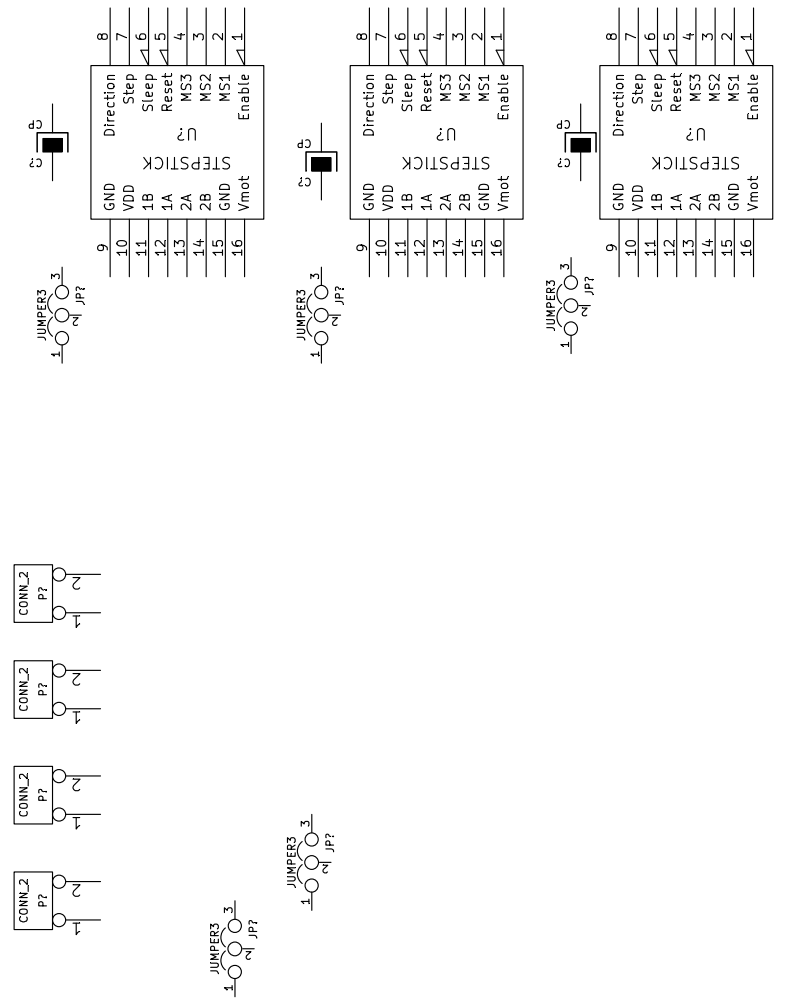 8 7 6 5 4 3 2 1
Direction
Step
Sleep
Reset
MS3
MS2
MS1
Enable
U?
STEPSTICK
GND
VDD
1B
1A
2A
2B
GND
Vmot
9 10 11 12 13 14 15 16
CP
C?
JUMPER3
JP?
3
2
1
8 7 6 5 4 3 2 1
Direction
Step
Sleep
Reset
MS3
MS2
MS1
Enable
U?
STEPSTICK
GND
VDD
1B
1A
2A
2B
GND
Vmot
9 10 11 12 13 14 15 16
CP
C?
JUMPER3
JP?
3
2
1
8 7 6 5 4 3 2 1
Direction
Step
Sleep
Reset
MS3
MS2
MS1
Enable
U?
STEPSTICK
GND
VDD
1B
1A
2A
2B
GND
Vmot
9 10 11 12 13 14 15 16
CP
C?
JUMPER3
JP?
3
2
1
CONN_2
P?
2
1
CONN_2
P?
2
1
CONN_2
P?
2
1
CONN_2
P?
2
1
JUMPER3
JP?
3
2
1
JUMPER3
JP?
3
2
1